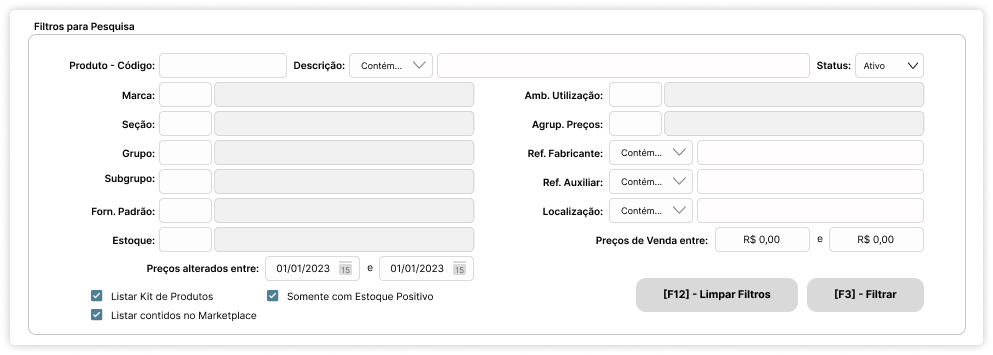 Filtros para Pesquisa
Produto - Código: Descrição: Contém... Status: Ativo
Marca: Amb. Utilização:
Seção: Agrup. Preços:
Grupo: Ref. Fabricante: Contém...
Subgrupo: Ref. Auxiliar: Contém...
Forn. Padrão: Localização: Contém...
Estoque: Preços de Venda entre: R$ 0,00 e R$ 0,00
Preços alterados entre: 01/01/2023 15 e 01/01/2023 15
Listar Kit de Produtos Somente com Estoque Positivo [F12] - Limpar Filtros [F3] - Filtrar
Listar contidos no Marketplace